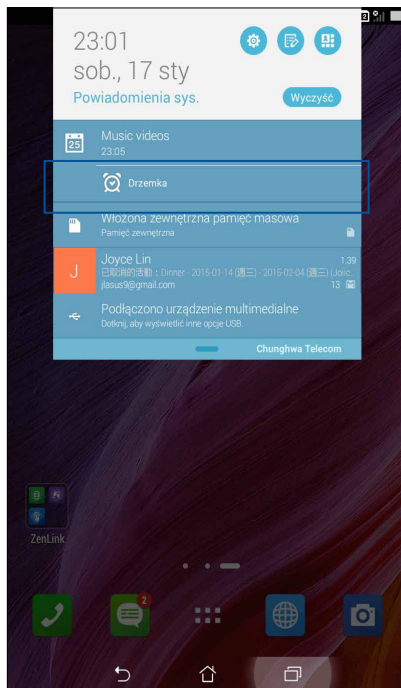 2
23:01
sob., 17 sty
Powiadomienia sys.
Wyczyść
25
Music videos
23:05
Drzemka
Włożona zewnętrzna pamięć masowa
Pamięć zewnętrzna
J
Joyce Lin
1.39
已取消的活動：Dinner - 2015-01-14 (週三) - 2015-02-04 (週三) (Jolic.
jlasus9@gmail.com
13
Podłączono urządzenie multimedialne
Dotknij, aby wyświetlić inne opcje USB.
Chunghwa Telecom
ZenLink
2